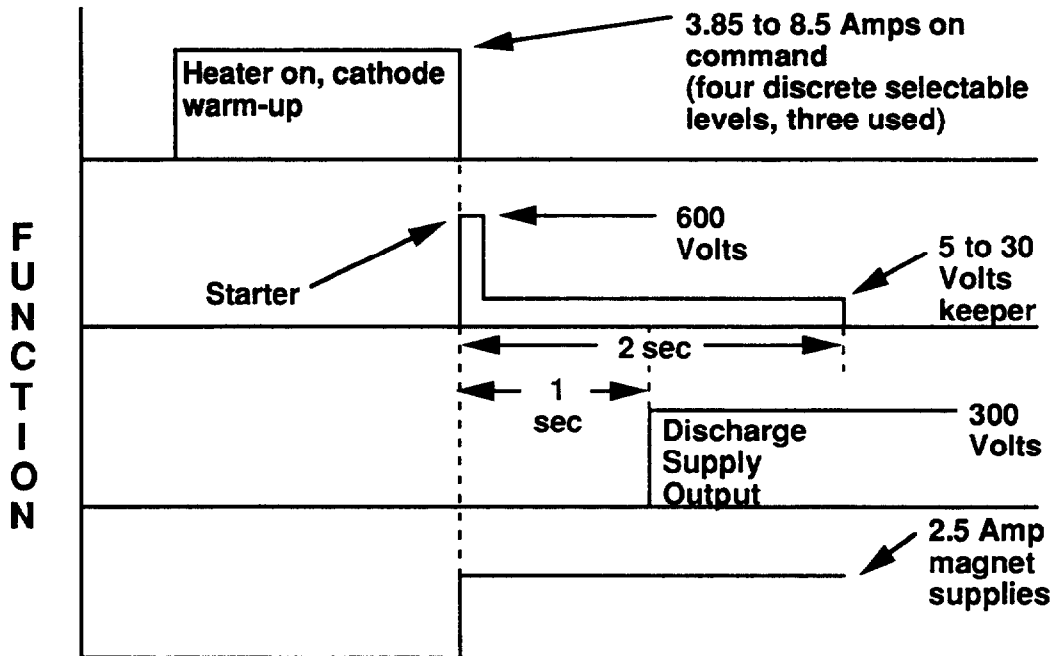 3.85 to 8.5 Amps on
command
(four discrete selectable
levels, three used)
Heater on, cathode
warm-up
FUNCTION
600
Volts
Starter
5 to 30
Volts
keeper
2 sec
1
sec
Discharge
Supply
Output
300
Volts
2.5 Amp
magnet
supplies